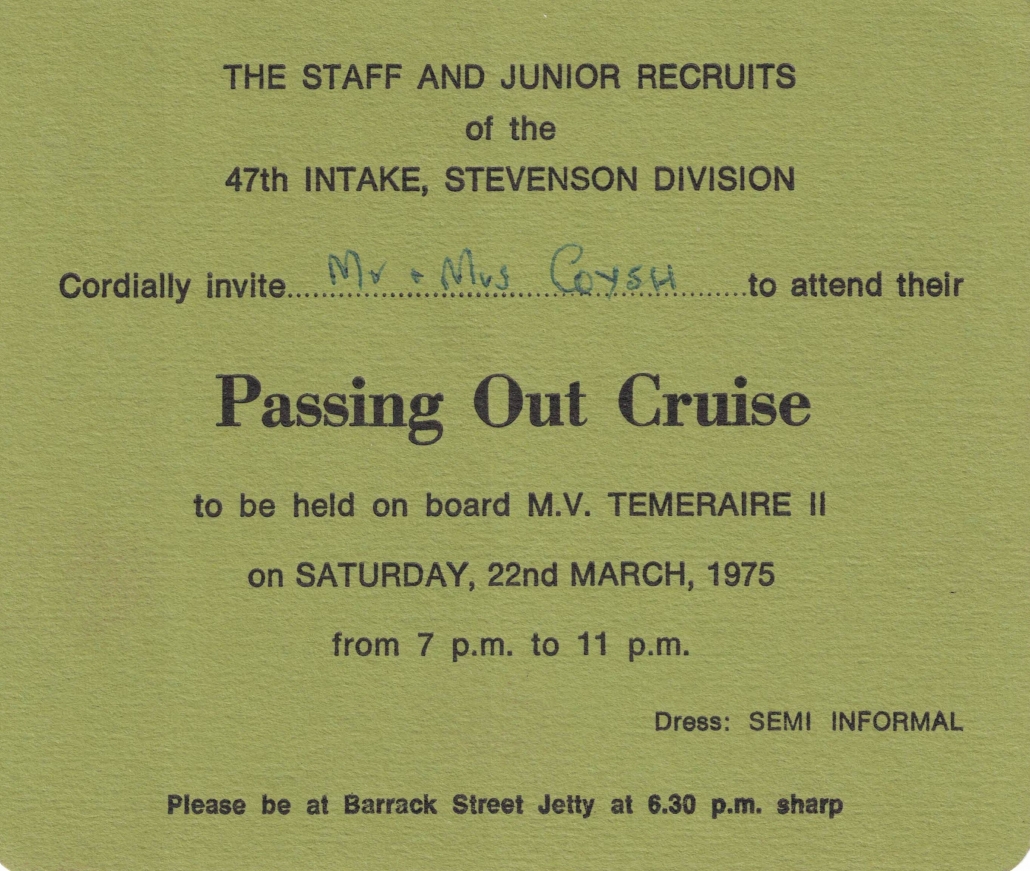 THE STAFF AND JUNIOR RECRUITS
of the
47th INTAKE, STEVENSON DIVISION
Cordially invite....Mr + Mrs Coysh....to attend their
Passing Out Cruise
to be held on board M.V. TEMERAIRE II
on SATURDAY, 22nd MARCH, 1975
from 7 p.m. to 11 p.m.
Dress: SEMI INFORMAL
Please be at Barrack Street Jetty at 6.30 p.m. sharp